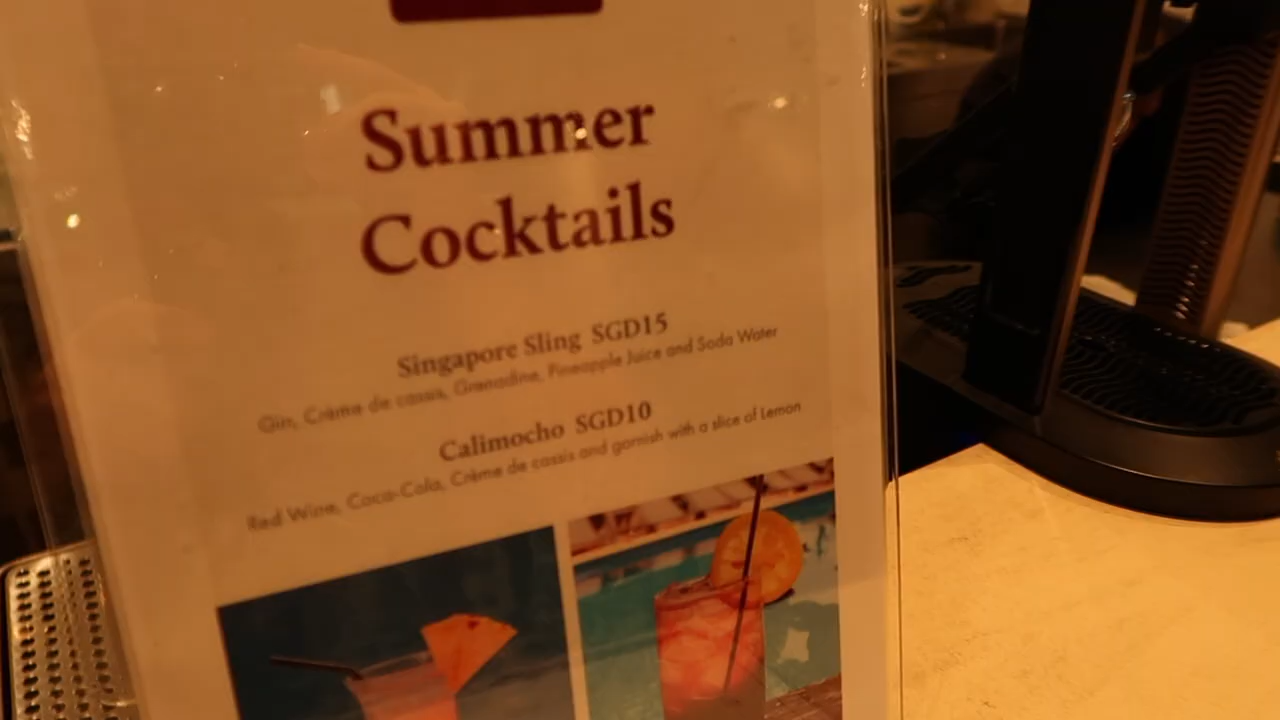 Summer
Cocktails
Singapore Sling SGD15
Gin, Crème de cassis, Grenadine, Pineapple Juice and Soda Water
Calimocho SGD10
Red Wine, Coca-Cola, Crème de cassis and garnish with a slice of Lemon